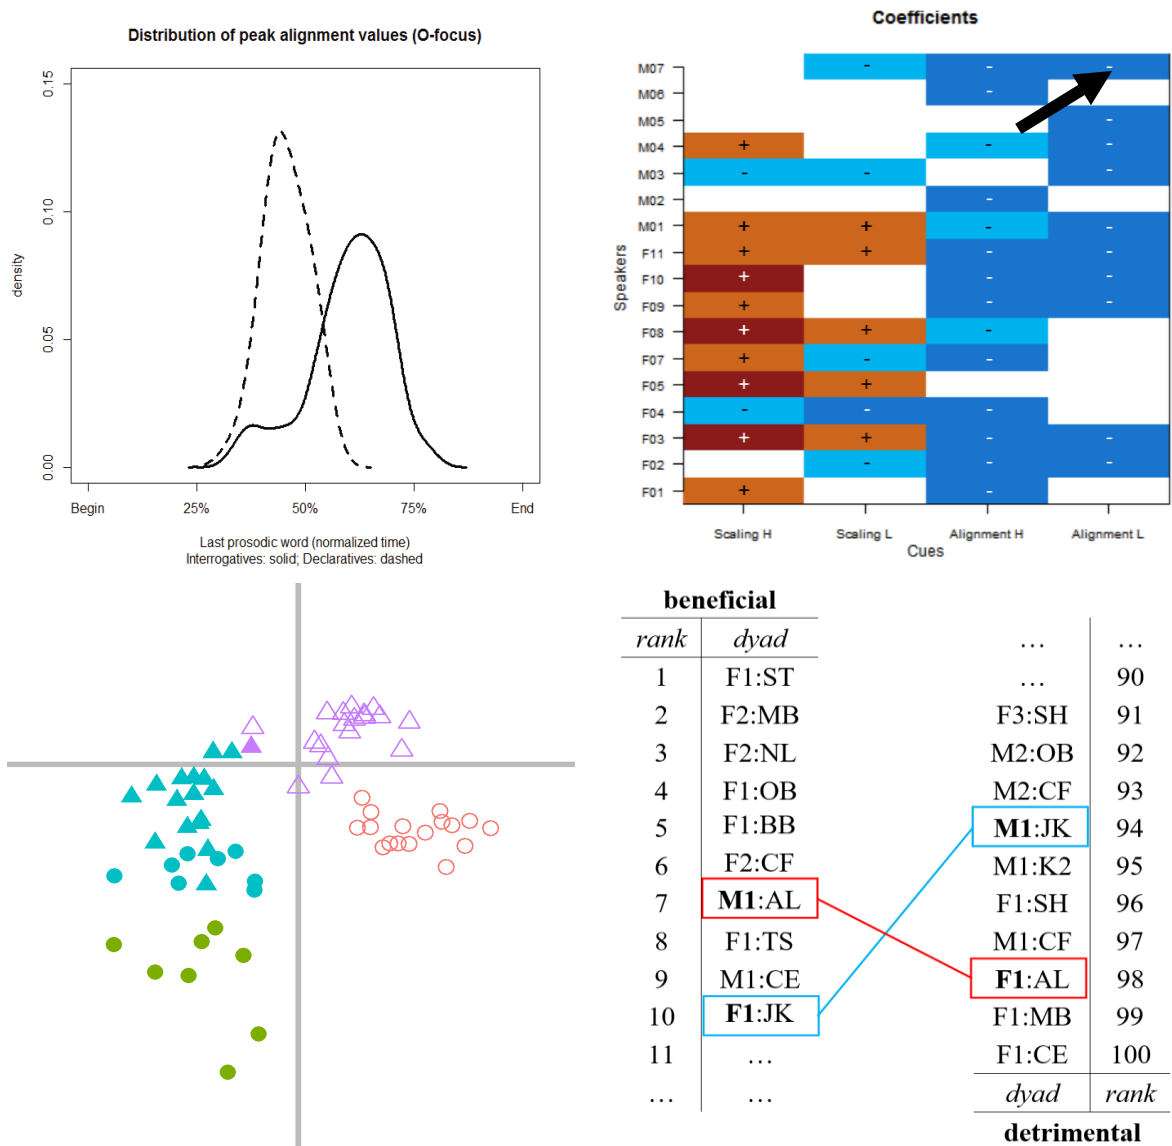 Distribution of peak alignment values (O-focus)
0.15
0.10
0.05
0.00
density
Begin 25% 50% 75% End
Last prosodic word (normalized time)
Interrogatives: solid; Declaratives: dashed
Coefficients
M07 - - -
M06 -
M05 -
M04 + - -
M03 - - -
M02 -
M01 + + - -
F11 + + - -
F10 + - -
F09 + - -
F08 + + -
F07 + - -
F05 + +
F04 - - -
F03 + + - -
F02 - - -
F01 + -
Speakers
Scaling H Scaling L Alignment H Alignment L
Cues
beneficial
rank dyad … …
1 F1:ST … 90
2 F2:MB F3:SH 91
3 F2:NL M2:OB 92
4 F1:OB M2:CF 93
5 F1:BB M1:JK 94
6 F2:CF M1:K2 95
7 M1:AL F1:SH 96
8 F1:TS M1:CF 97
9 M1:CE F1:AL 98
10 F1:JK F1:MB 99
11 … F1:CE 100
… … dyad rank
detrimental